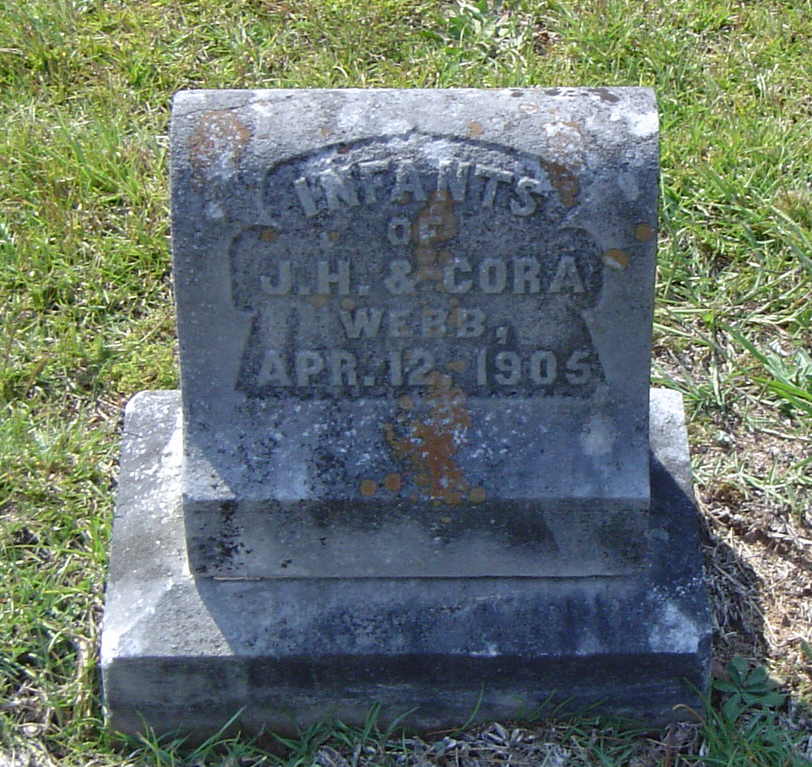 INFANTS
OF
J.H. & CORA
WEBB,
APR. 12, 1905